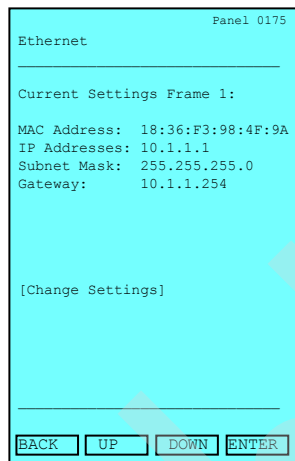 Panel 0175
Ethernet
Current Settings Frame 1:
MAC Address: 18:36:F3:98:4F:9A
IP Addresses: 10.1.1.1
Subnet Mask: 255.255.255.0
Gateway: 10.1.1.254
[Change Settings]
BACK UP DOWN ENTER